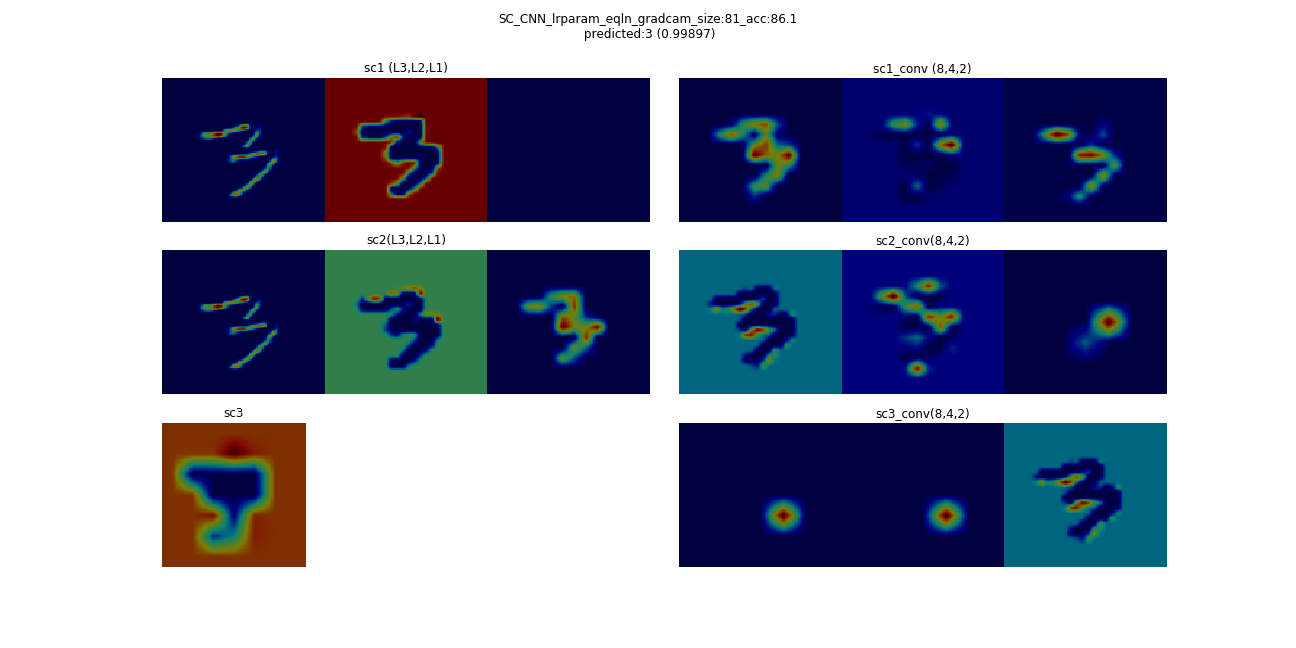 SC_CNN_lrparam_eqln_gradcam_size:81_acc:86.1
predicted:3 (0.99897)
sc1 (L3,L2,L1)
sc1_conv (8,4,2)
sc2(L3,L2,L1)
sc2_conv(8,4,2)
sc3
sc3_conv(8,4,2)